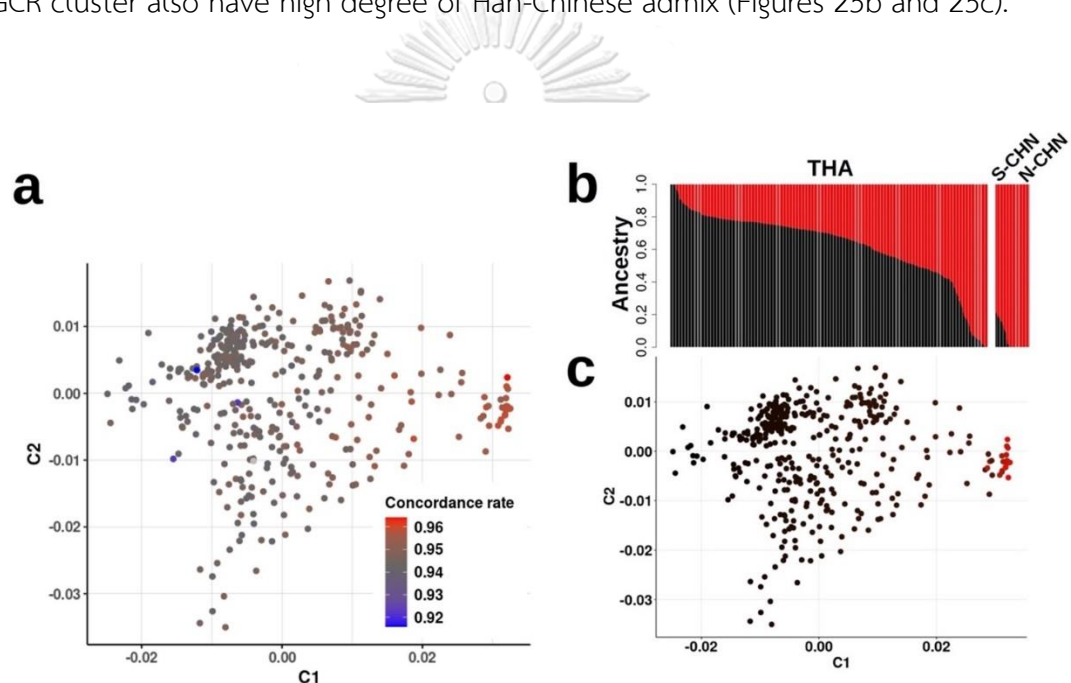 GCR cluster also have high degree of Han-Chinese admix (Figures 25b and 25c).
a
0.01
0.00
-0.01
-0.02
-0.03
C2
-0.02 0.00 0.02
C1
Concordance rate
0.96
0.95
0.94
0.93
0.92
b
THA
S-CHN
N-CHN
Ancestry
1.0
0.8
0.6
0.4
0.2
0.0
c
0.01
0.00
-0.01
-0.02
-0.03
C2
-0.02 0.00 0.02
C1